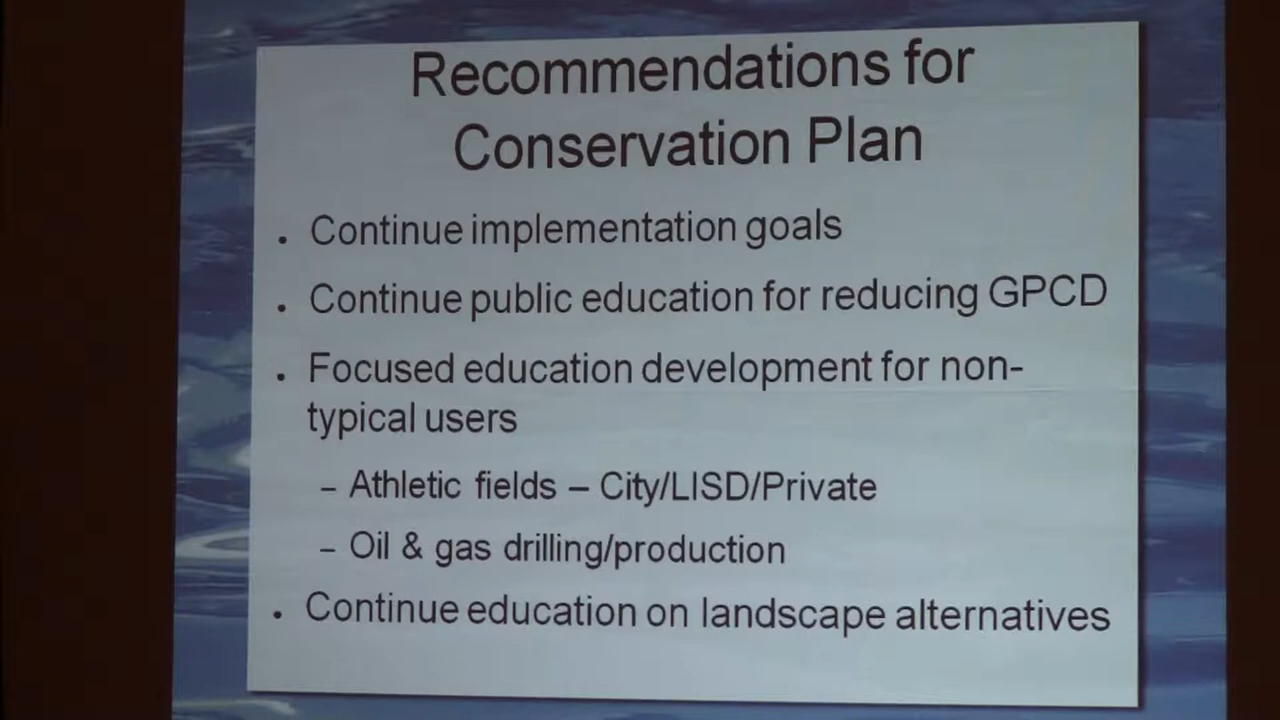 Recommendations for
Conservation Plan
. Continue implementation goals
. Continue public education for reducing GPCD
. Focused education development for non-
typical users
– Athletic fields – City/LISD/Private
– Oil & gas drilling/production
. Continue education on landscape alternatives